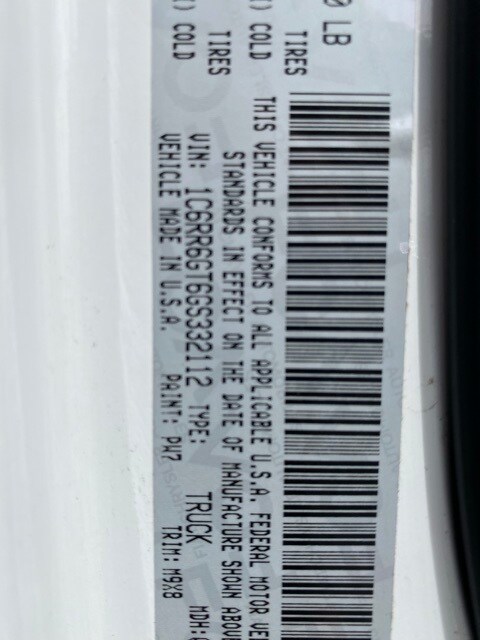 0 LB TIRES
) COLD TIRES
) COLD
THIS VEHICLE CONFORMS TO ALL APPLICABLE U.S.A. FEDERAL MOTOR VE
STANDARDS IN EFFECT ON THE DATE OF MANUFACTURE SHOWN ABOV
VIN: 1C6RR6GT6GS332112 TYPE: TRUCK MDH:
VEHICLE MADE IN U.S.A. PAINT: PW7 TRIM: M9X8